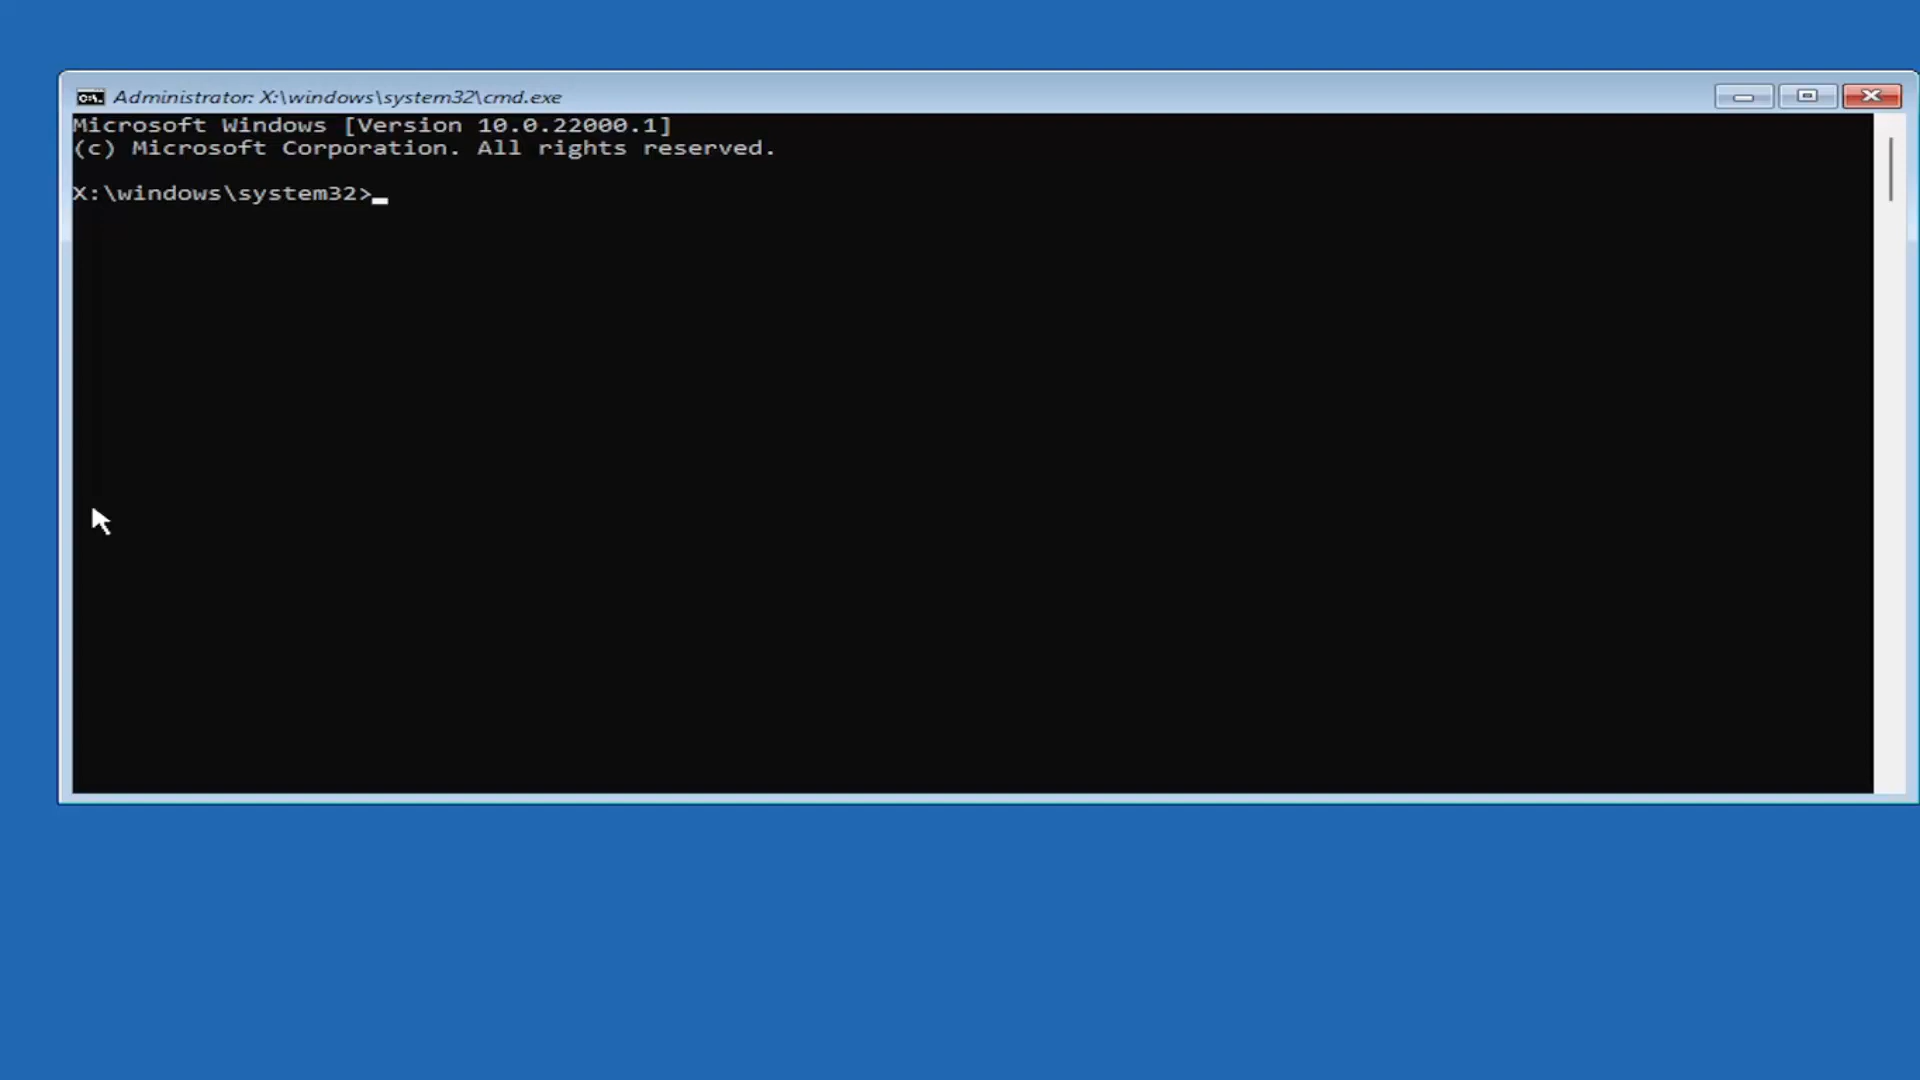 Administrator: X:\windows\system32\cmd.exe
Microsoft Windows [Version 10.0.22000.1]
(c) Microsoft Corporation. All rights reserved.
X:\windows\system32>